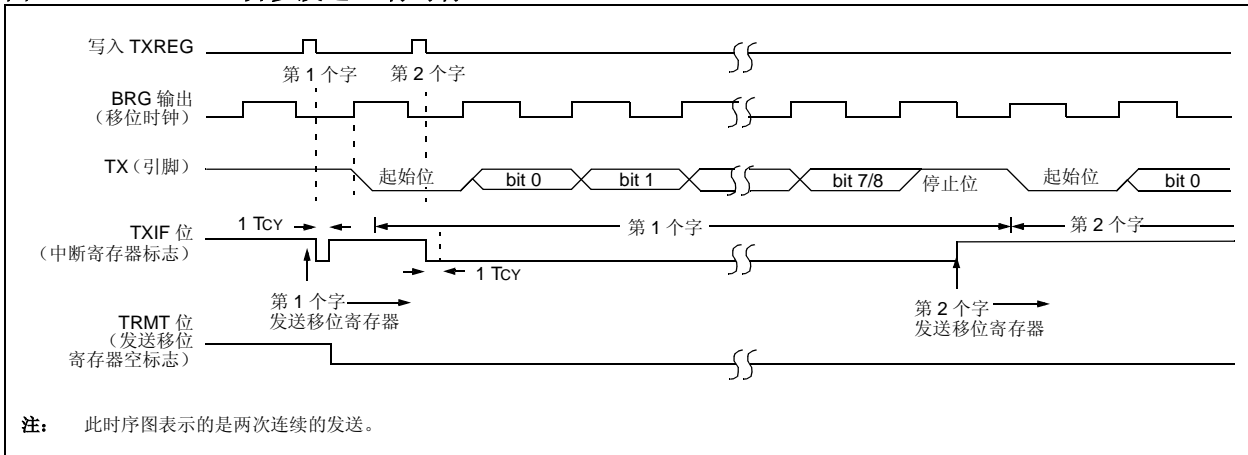 写入 TXREG
第 1 个字 第 2 个字
BRG 输出
（移位时钟）
TX（引脚）
起始位 bit 0 bit 1 bit 7/8 停止位 起始位 bit 0
1 TCY
TXIF 位
（中断寄存器标志）
第 1 个字 第 2 个字
1 TCY
第 1 个字
发送移位寄存器
第 2 个字
发送移位寄存器
TRMT 位
（发送移位
寄存器空标志）
注： 此时序图表示的是两次连续的发送。